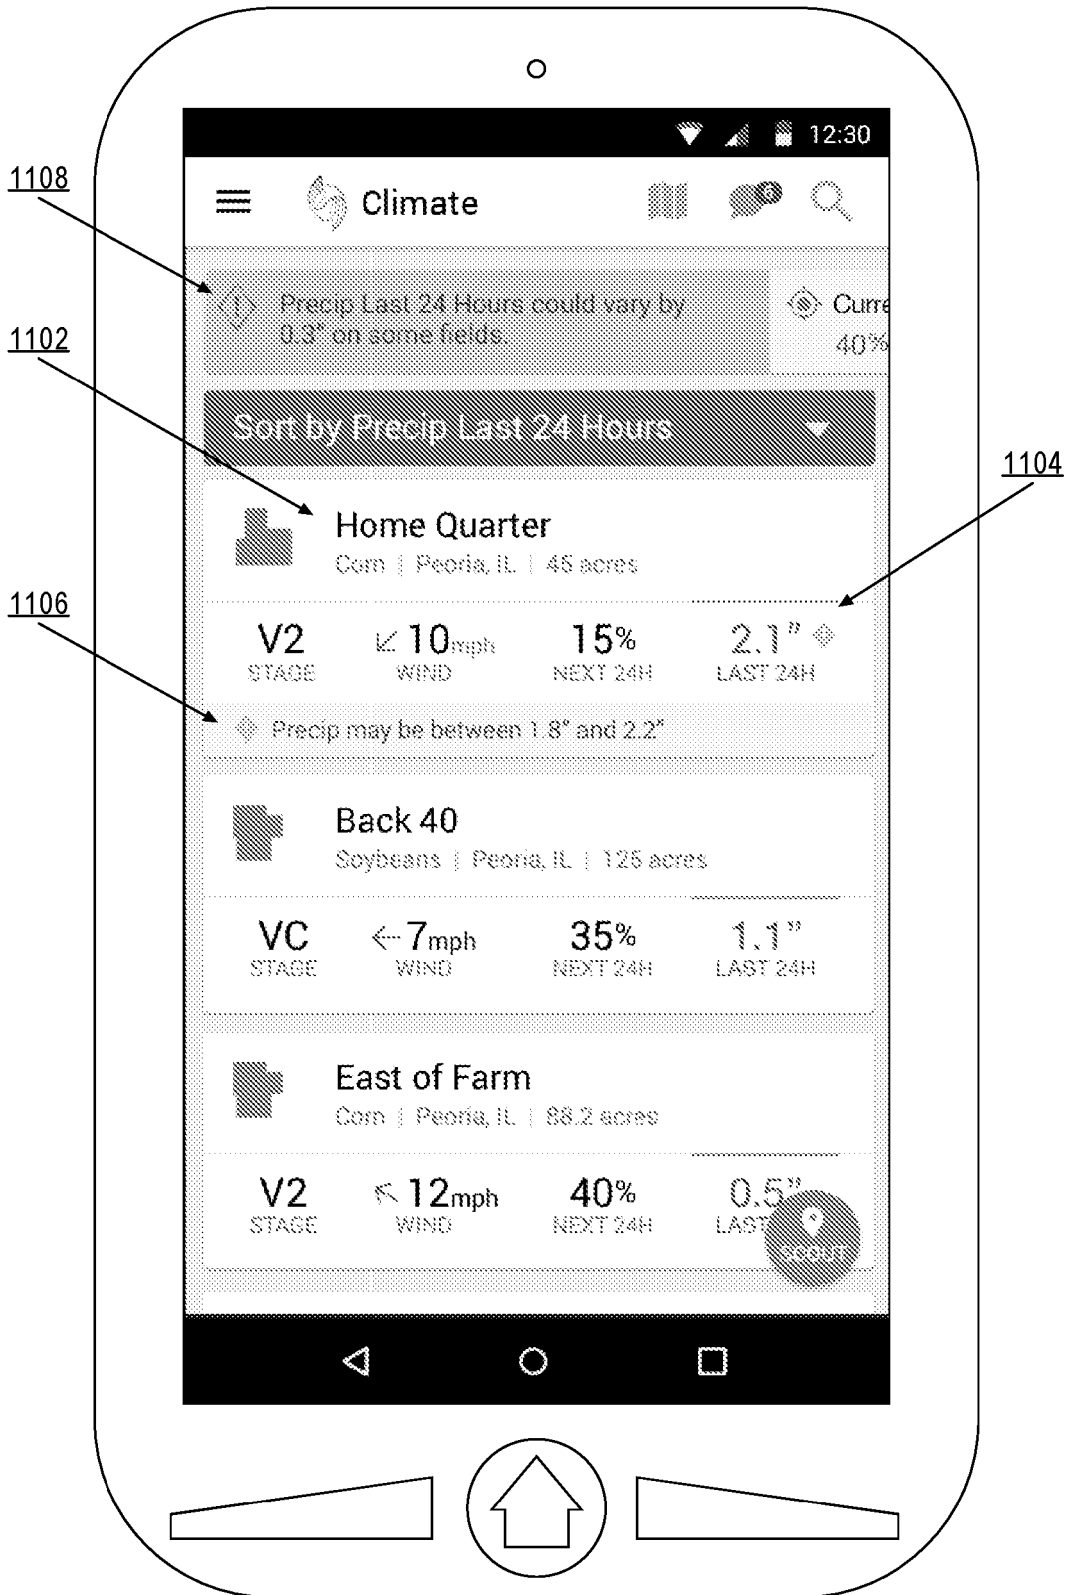 12:30
1108
Climate
Precip Last 24 Hours could vary by
0.3" on some fields.
Curre
40%
1102
Sort by Precip Last 24 Hours
1104
Home Quarter
Corn | Peoria, IL | 45 acres
1106
V2 10mph 15% 2.1"
STAGE WIND NEXT 24H LAST 24H
Precip may be between 1.8" and 2.2"
Back 40
Soybeans | Peoria, IL | 125 acres
VC 7mph 35% 1.1"
STAGE WIND NEXT 24H LAST 24H
East of Farm
Corn | Peoria, IL | 88.2 acres
V2 12mph 40% 0.5"
STAGE WIND NEXT 24H LAST
SCOUT